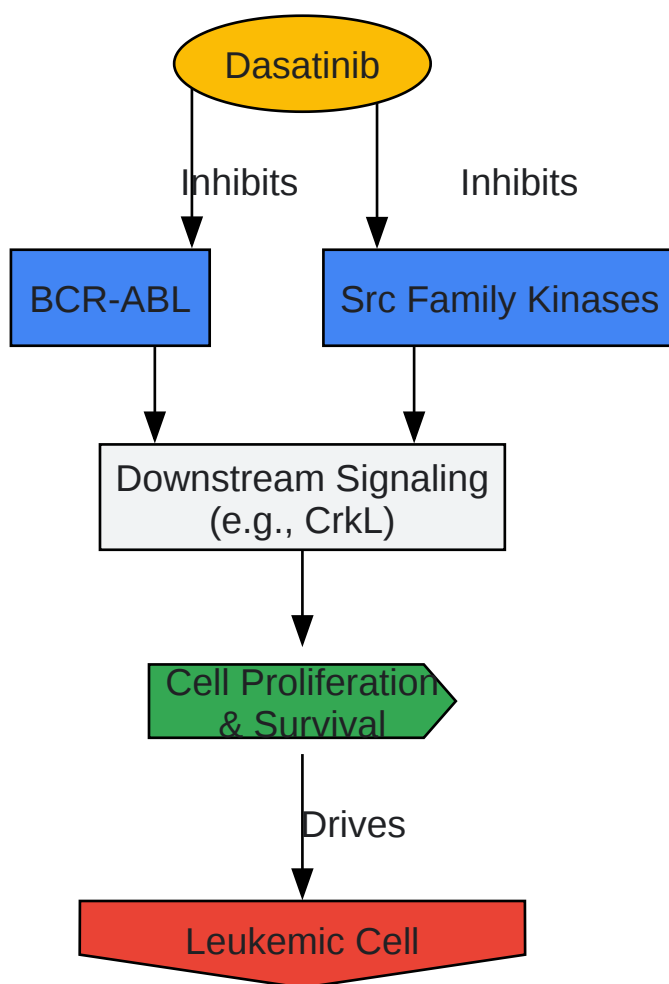 Dasatinib
Inhibits
Inhibits
BCR-ABL
Src Family Kinases
Downstream Signaling
(e.g., CrkL)
Cell Proliferation
& Survival
Drives
Leukemic Cell